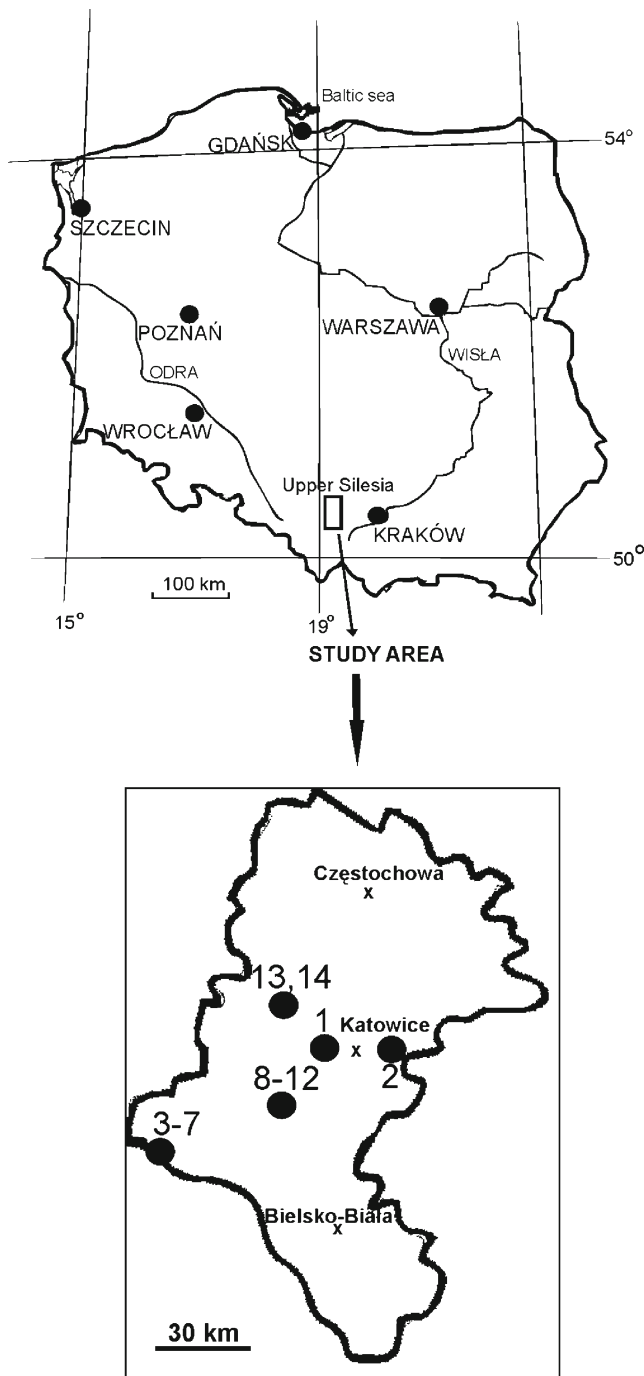 Baltic sea
GDAŃSK
54°
SZCZECIN
POZNAŃ
WARSZAWA
WISŁA
ODRA
WROCŁAW
Upper Silesia
KRAKÓW
50°
100 km
15°
19°
STUDY AREA
Częstochowa
x
13,14
1
Katowice
x
2
8-12
3-7
Bielsko-Biała
x
30 km